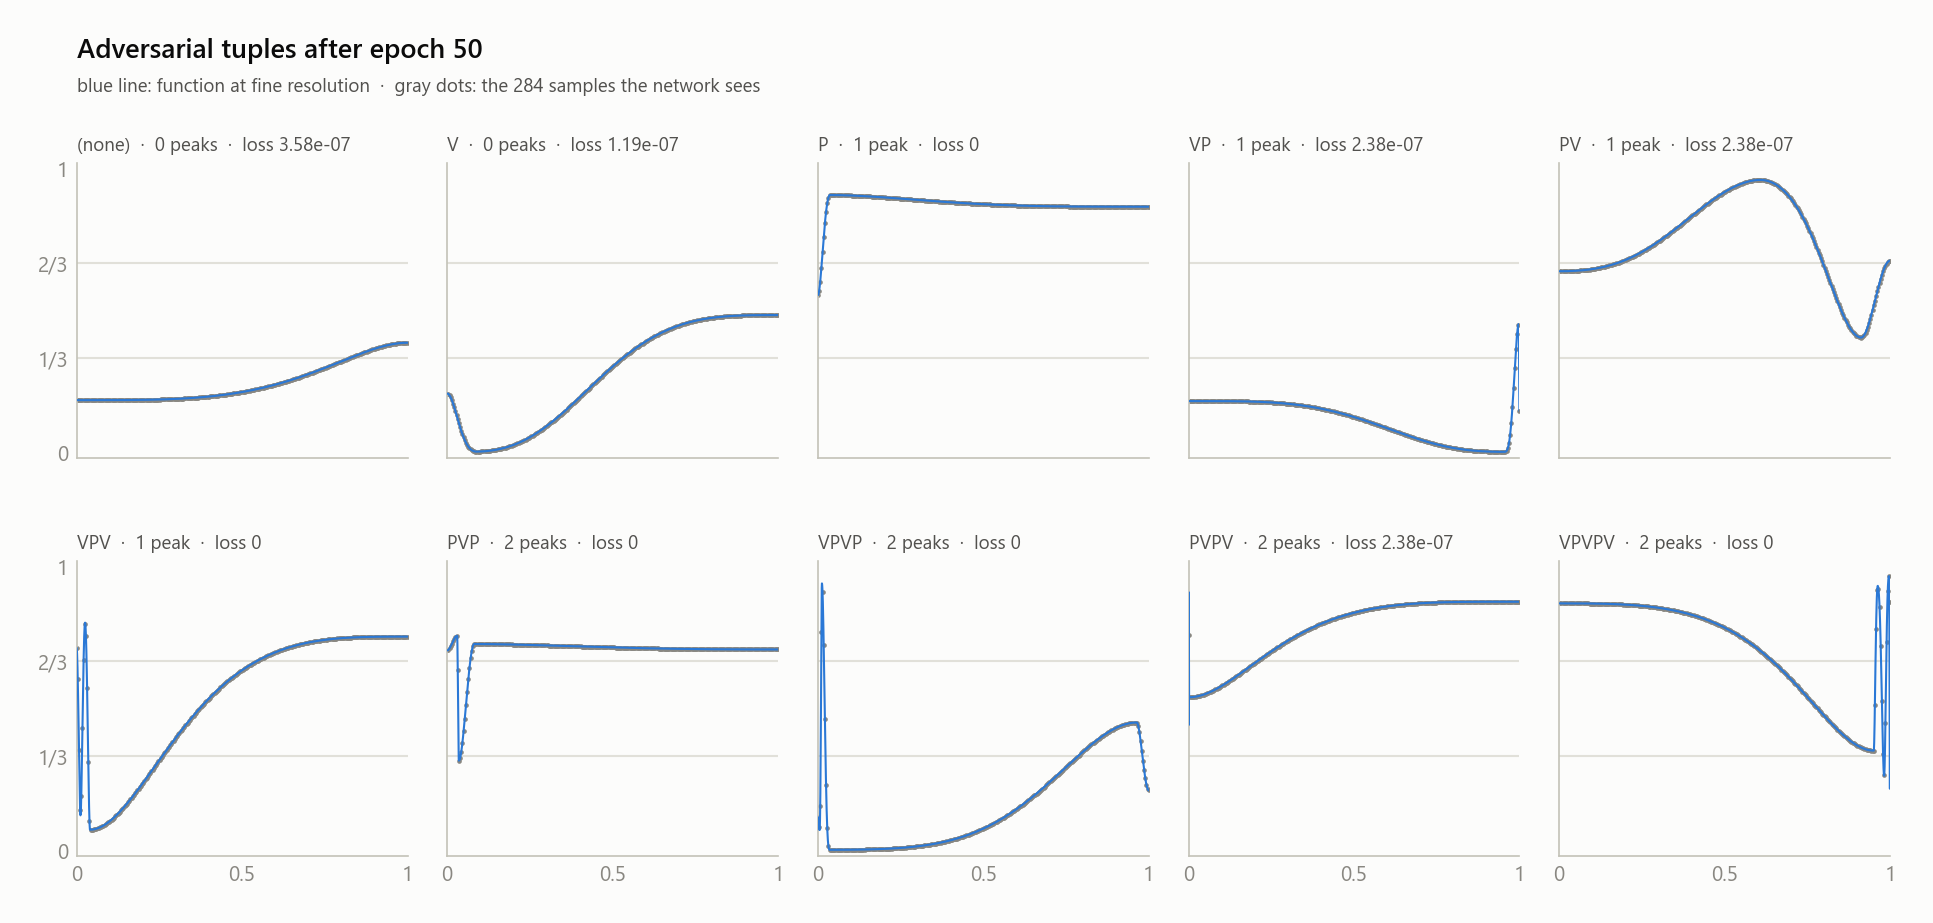 Adversarial tuples after epoch 50
blue line: function at fine resolution · gray dots: the 284 samples the network sees
(none) · 0 peaks · loss 3.58e-07
V · 0 peaks · loss 1.19e-07
P · 1 peak · loss 0
VP · 1 peak · loss 2.38e-07
PV · 1 peak · loss 2.38e-07
1
2/3
1/3
0
VPV · 1 peak · loss 0
PVP · 2 peaks · loss 0
VPVP · 2 peaks · loss 0
PVPV · 2 peaks · loss 2.38e-07
VPVPV · 2 peaks · loss 0
1
2/3
1/3
0
0 0.5 1
0 0.5 1
0 0.5 1
0 0.5 1
0 0.5 1